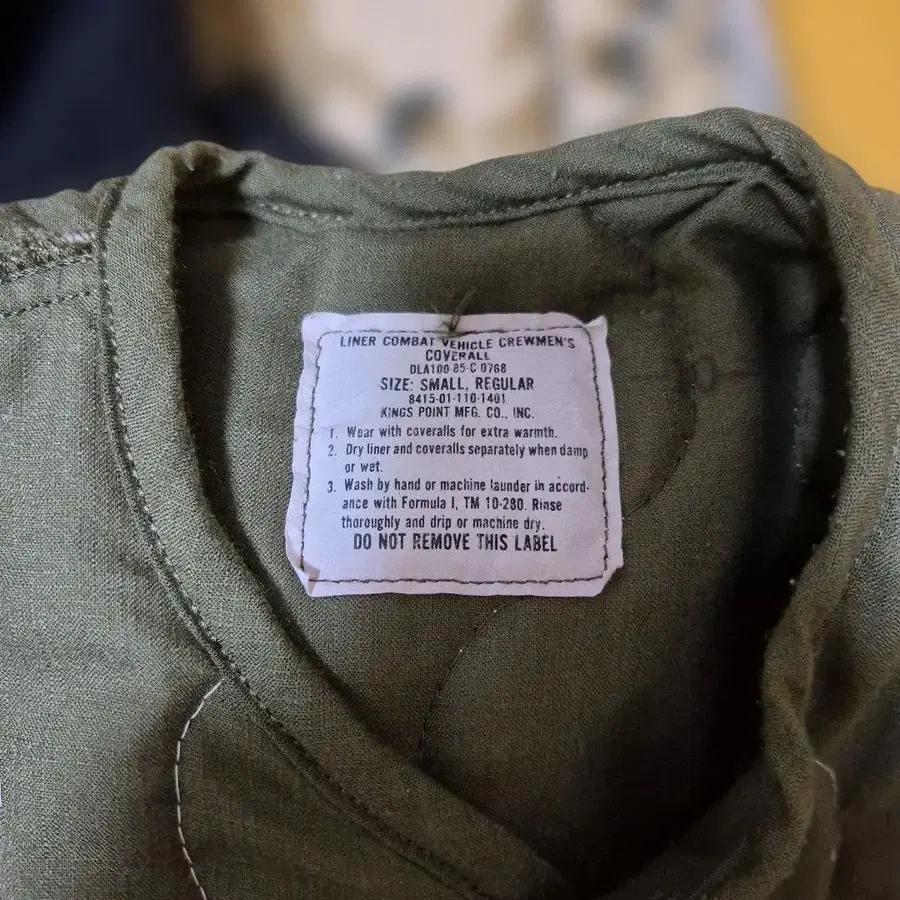 LINER COMBAT VEHICLE CREWMEN'S
COVERALL
DLA100-85-C-0768
SIZE: SMALL, REGULAR
8415-01-110-1401
KINGS POINT MFG. CO., INC.
1. Wear with coveralls for extra warmth.
2. Dry liner and coveralls separately when damp
or wet.
3. Wash by hand or machine launder in accord-
ance with Formula I, TM 10-280. Rinse
thoroughly and drip or machine dry.
DO NOT REMOVE THIS LABEL